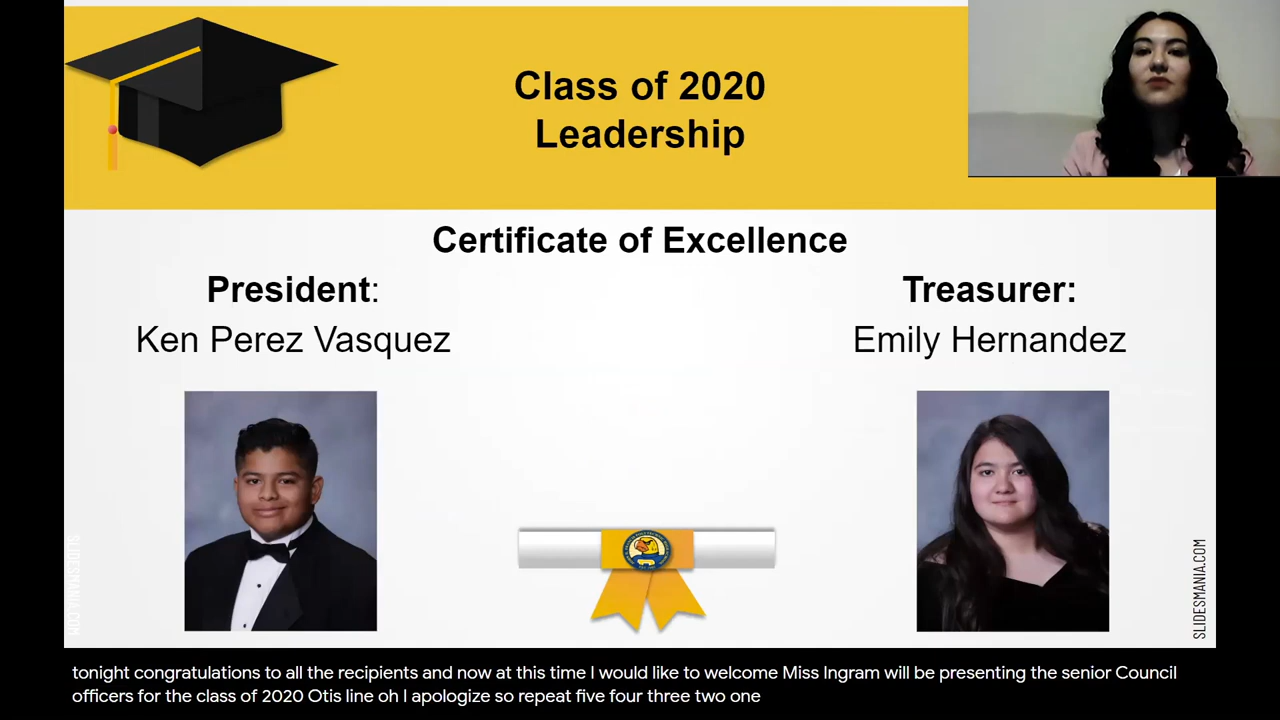 Class of 2020
Leadership
Certificate of Excellence
President:
Ken Perez Vasquez
Treasurer:
Emily Hernandez
SLIDESMANIA.COM
SLIDESMANIA.COM
tonight congratulations to all the recipients and now at this time I would like to welcome Miss Ingram will be presenting the senior Council
officers for the class of 2020 Otis line oh I apologize so repeat five four three two one